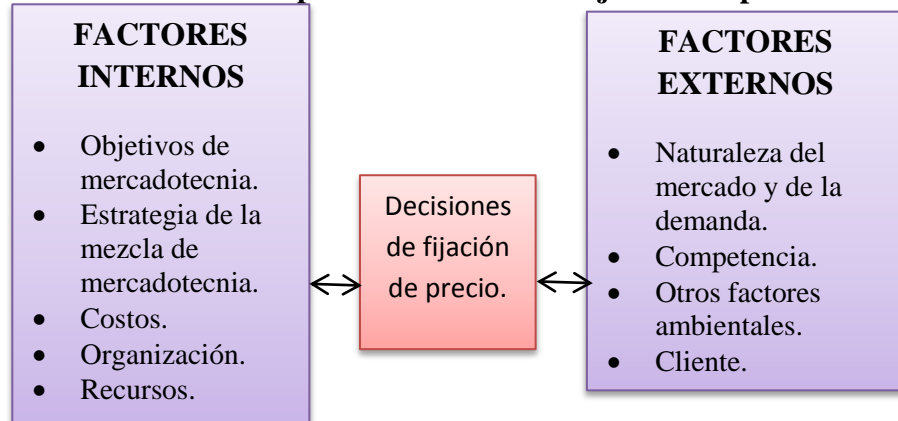 FACTORES
INTERNOS
• Objetivos de
mercadotecnia.
• Estrategia de la
mezcla de
mercadotecnia.
• Costos.
• Organización.
• Recursos.
Decisiones
de fijación
de precio.
FACTORES
EXTERNOS
• Naturaleza del
mercado y de la
demanda.
• Competencia.
• Otros factores
ambientales.
• Cliente.